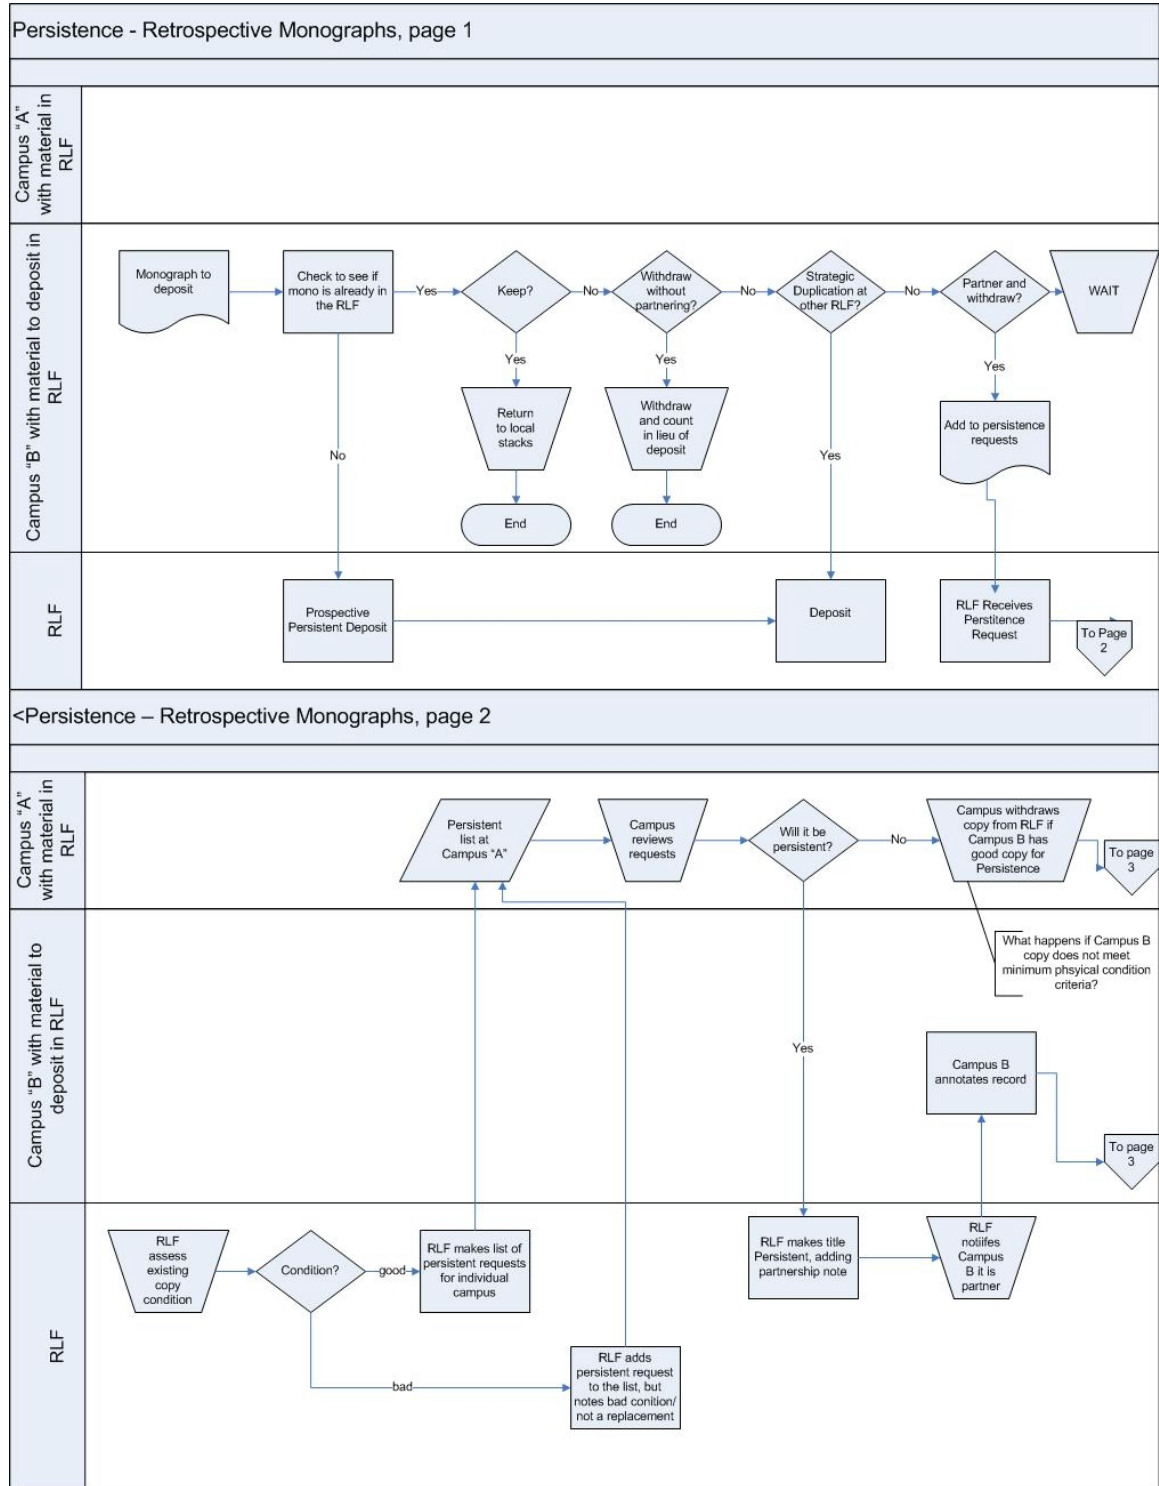 Persistence - Retrospective Monographs, page 1
Campus "A"
with material in
RLF
Campus "B" with material to deposit in
RLF
Monograph to
deposit
Check to see if
mono is already in
the RLF
Yes
Keep?
No
Withdraw
without
partnering?
No
Strategic
Duplication at
other RLF?
No
Partner and
withdraw?
WAIT
Yes
Yes
Yes
Return
to local
stacks
Withdraw
and count
in lieu of
deposit
Add to persistence
requests
No
Yes
End
End
RLF
Prospective
Persistent Deposit
Deposit
RLF Receives
Perstitence
Request
To Page
2
<Persistence – Retrospective Monographs, page 2
Campus "A"
with material in
RLF
Persistent
list at
Campus "A"
Campus
reviews
requests
Will it be
persistent?
No
Campus withdraws
copy from RLF if
Campus B has
good copy for
Persistence
To page
3
Campus "B" with material to
deposit in RLF
What happens if Campus B
copy does not meet
minimum phsyical condition
criteria?
Yes
Campus B
annotates record
To page
3
RLF
RLF
assess
existing
copy
condition
Condition?
good
RLF makes list of
persistent requests
for individual
campus
RLF makes title
Persistent, adding
partnership note
RLF
notiifes
Campus
B it is
partner
bad
RLF adds
persistent request
to the list, but
notes bad conition/
not a replacement